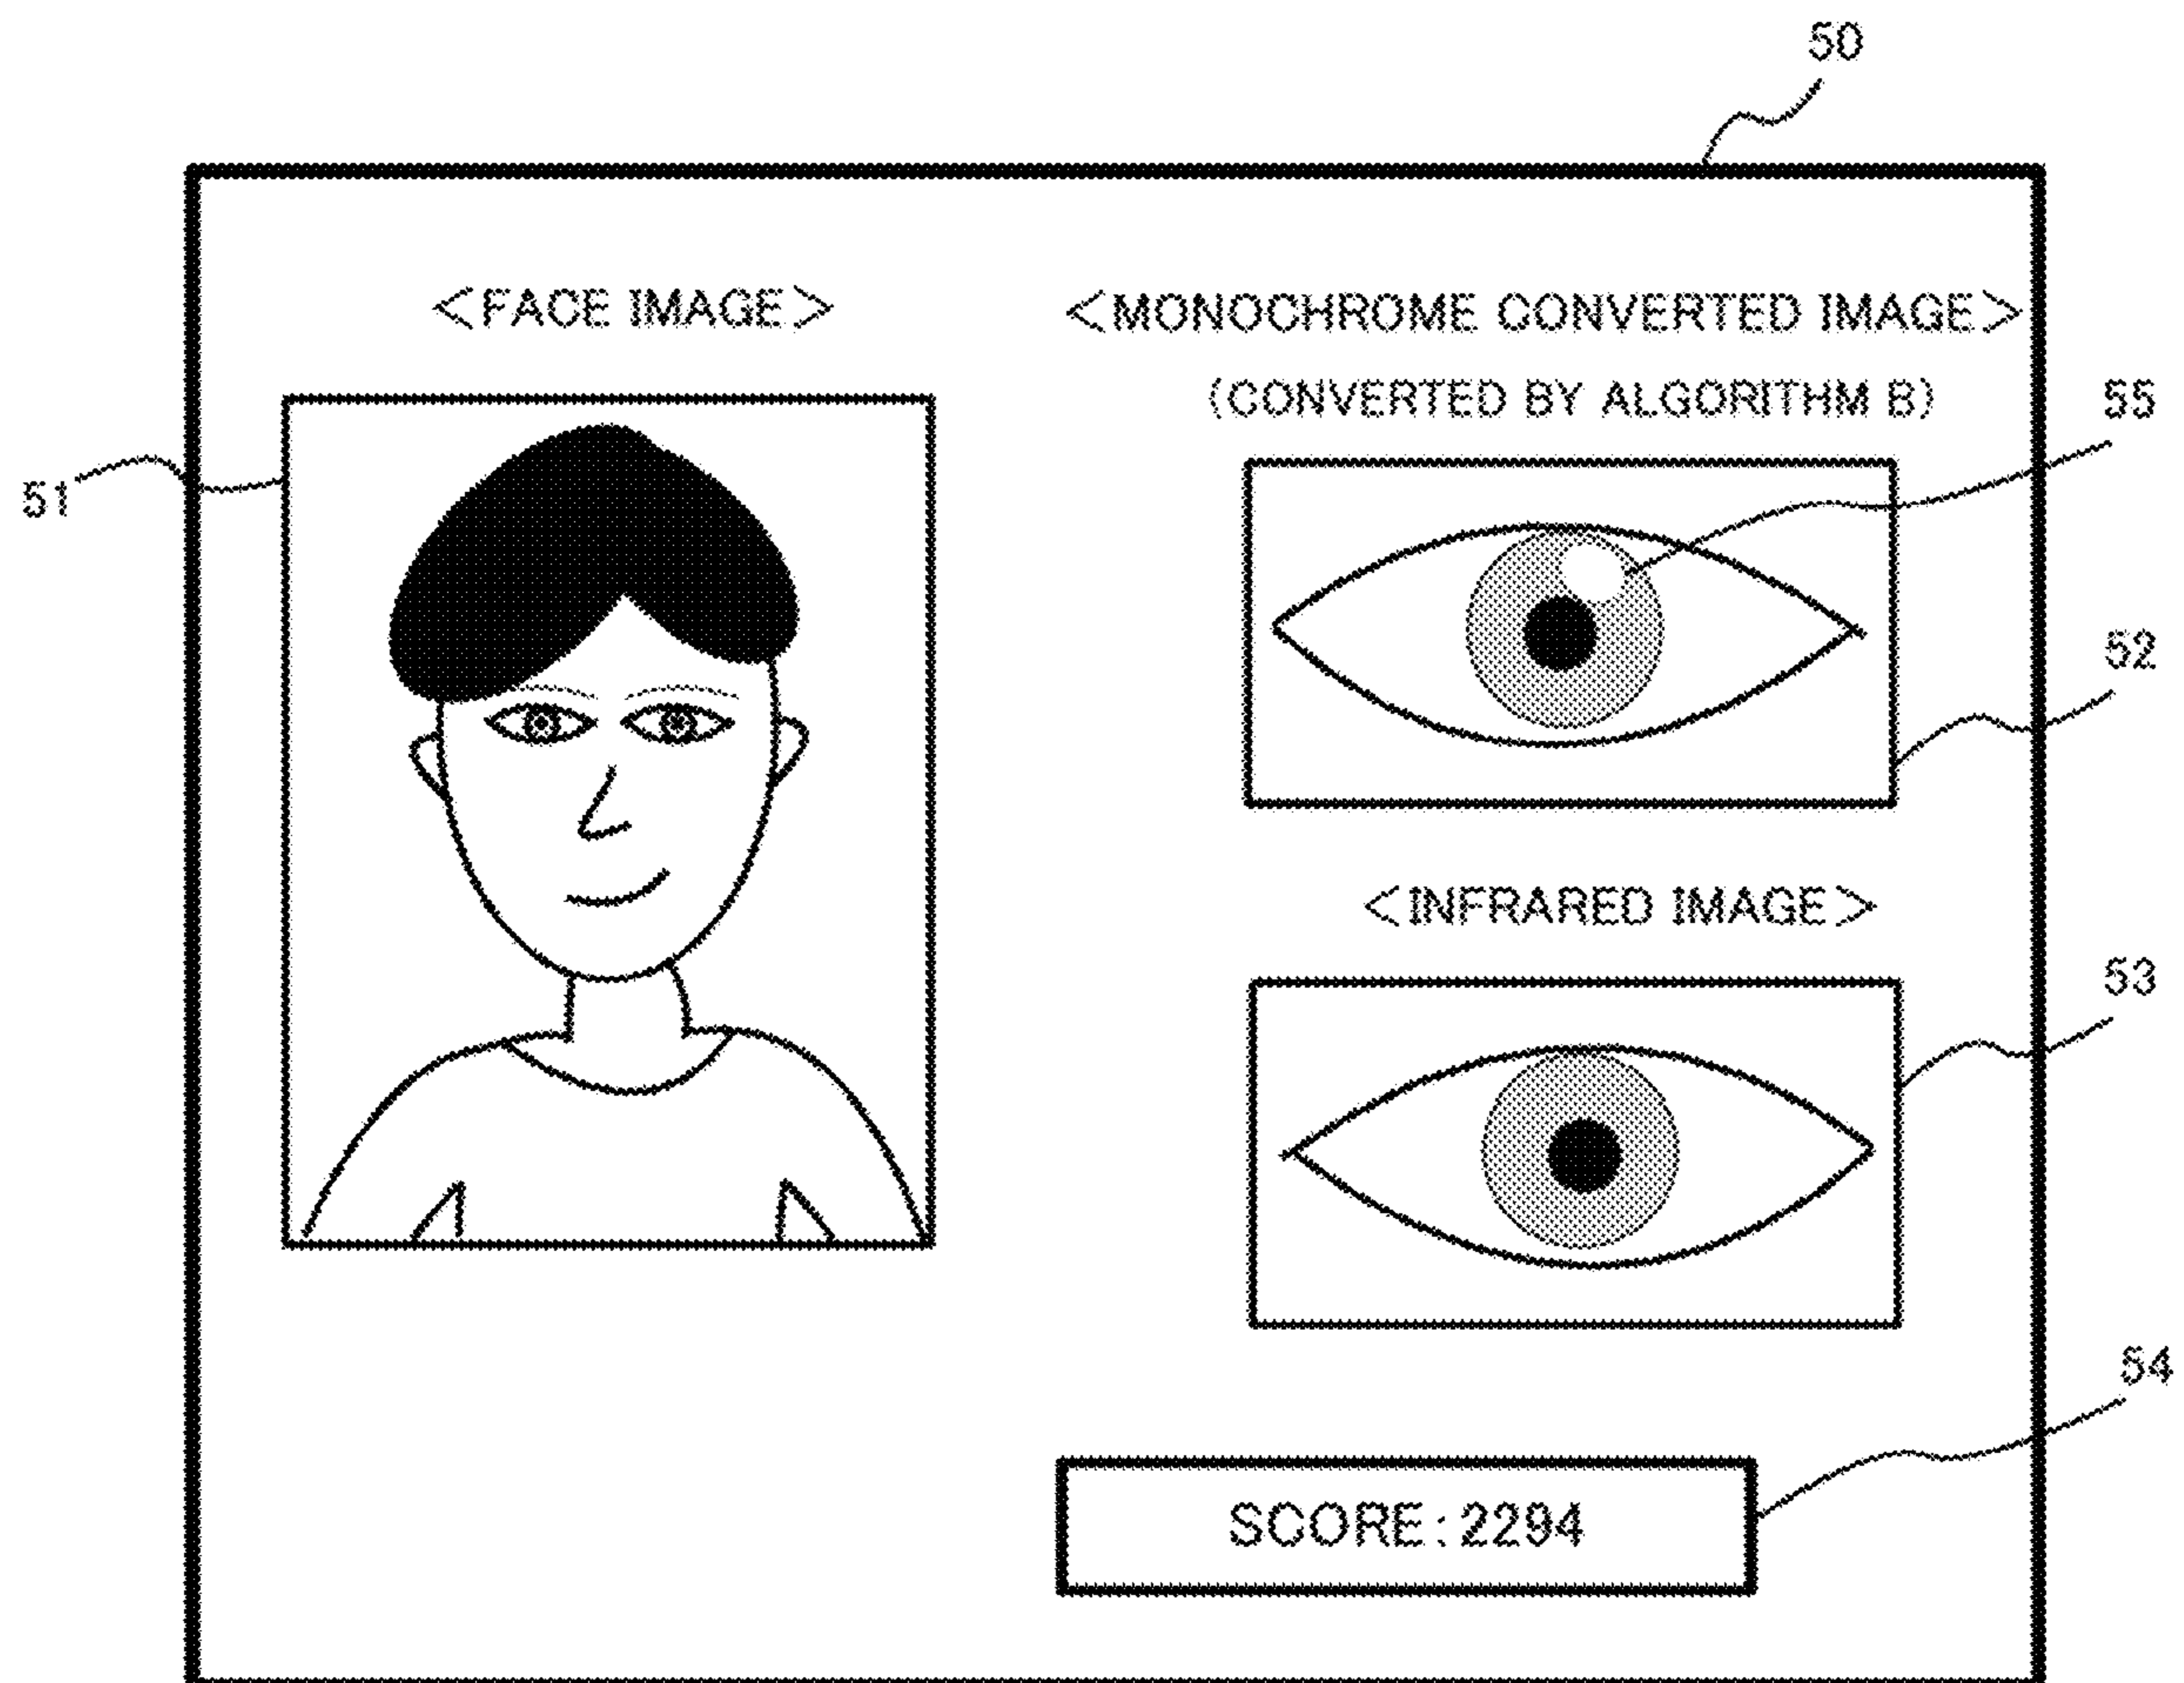 50
<FACE IMAGE>
<MONOCHROME CONVERTED IMAGE>
(CONVERTED BY ALGORITHM B)
55
51
52
<INFRARED IMAGE>
53
54
SCORE:2294